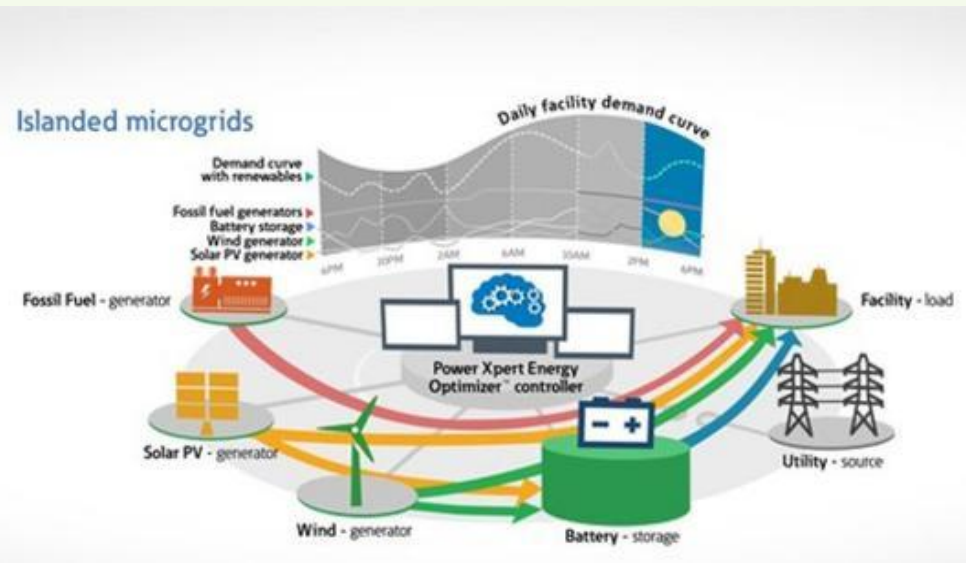 Islanded microgrids
Daily facility demand curve
Demand curve
with renewables
Fossil fuel generators
Battery storage
Wind generator
Solar PV generator
6PM 10PM 2AM 6AM 10AM 2PM 6PM
Fossil Fuel - generator
Facility - load
Power Xpert Energy
Optimizer™ controller
Solar PV - generator
Utility - source
Wind - generator
Battery - storage